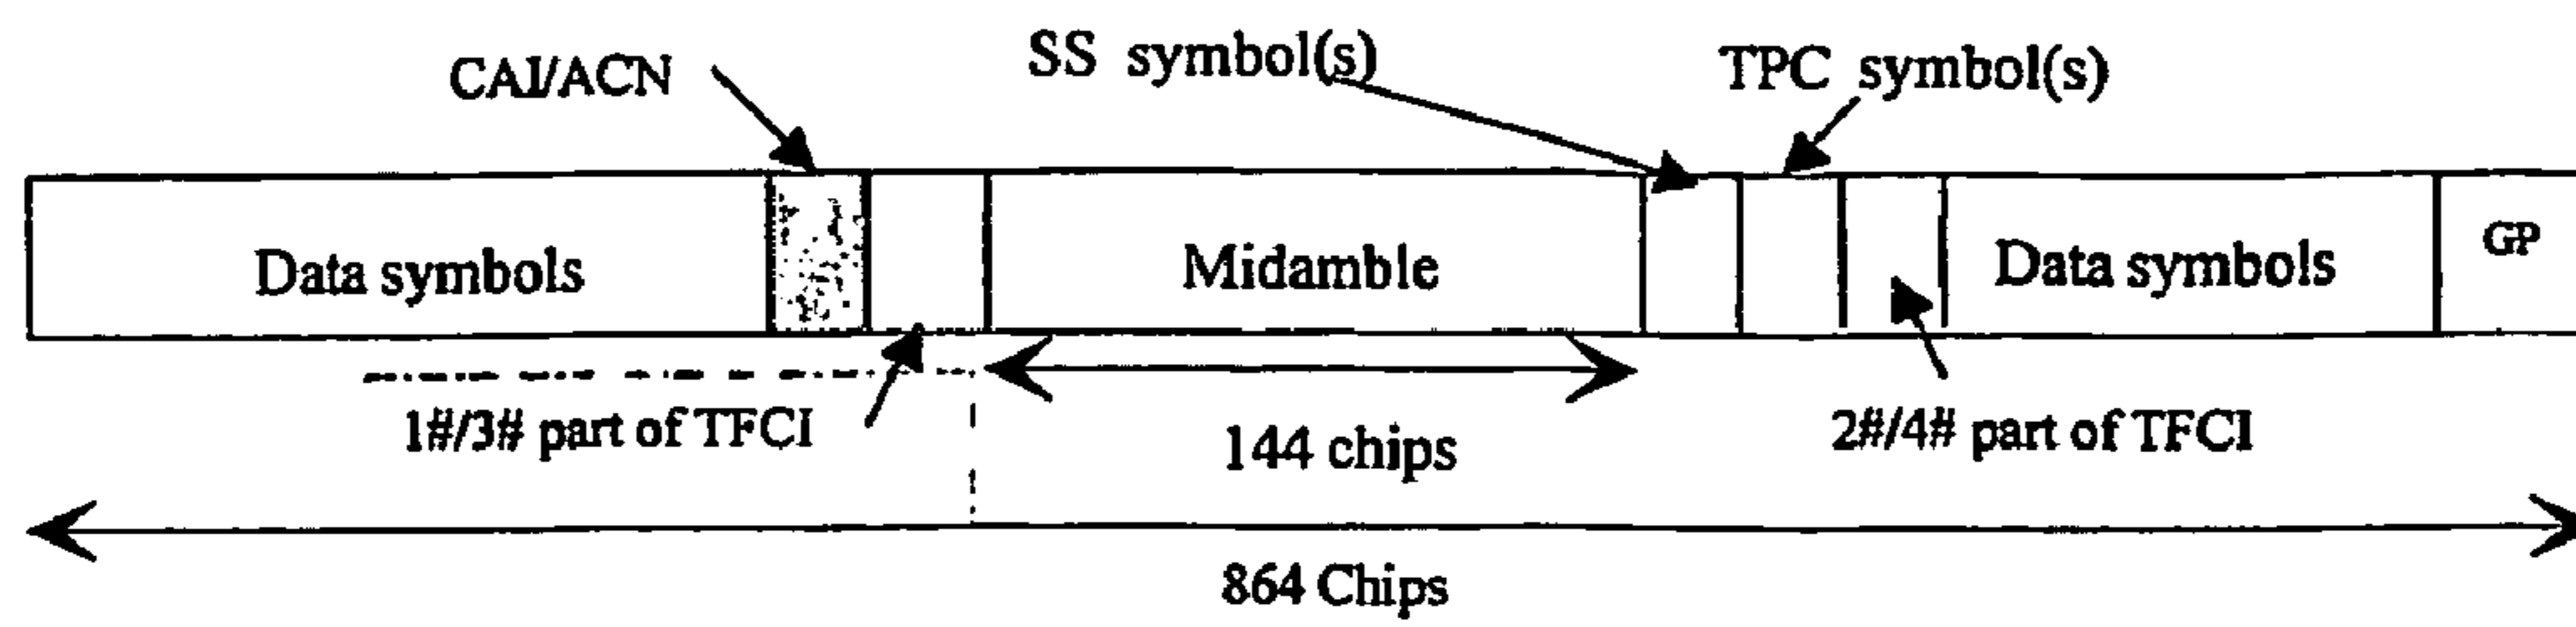 CAI/ACN
SS symbol(s)
TPC symbol(s)
Data symbols
Midamble
Data symbols
GP
1#/3# part of TFCI
144 chips
2#/4# part of TFCI
864 Chips